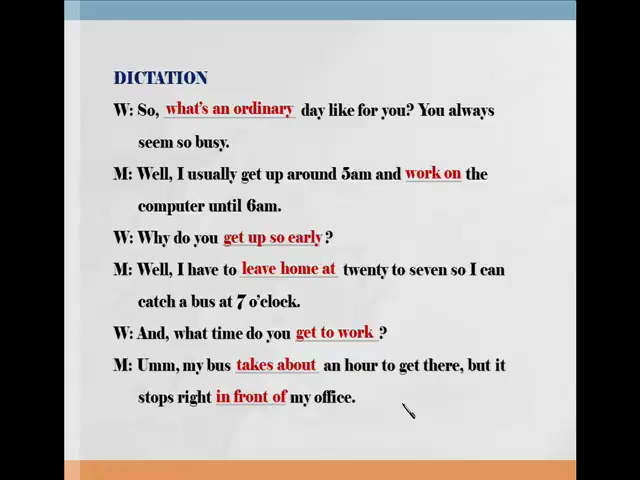 DICTATION
W: So, what's an ordinary day like for you? You always
seem so busy.
M: Well, I usually get up around 5am and work on the
computer until 6am.
W: Why do you get up so early?
M: Well, I have to leave home at twenty to seven so I can
catch a bus at 7 o'clock.
W: And, what time do you get to work?
M: Umm, my bus takes about an hour to get there, but it
stops right in front of my office.